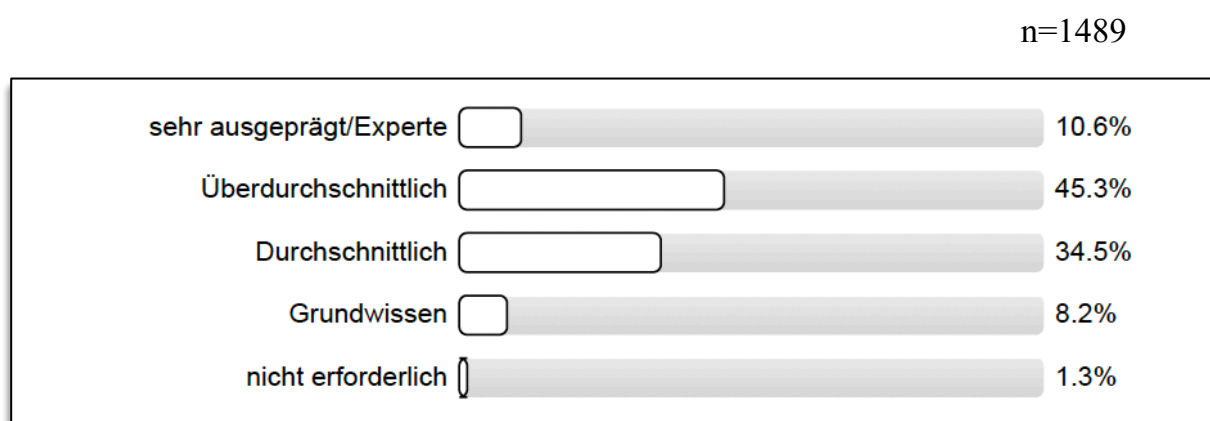 n=1489
sehr ausgeprägt/Experte 10.6%
Überdurchschnittlich 45.3%
Durchschnittlich 34.5%
Grundwissen 8.2%
nicht erforderlich 1.3%